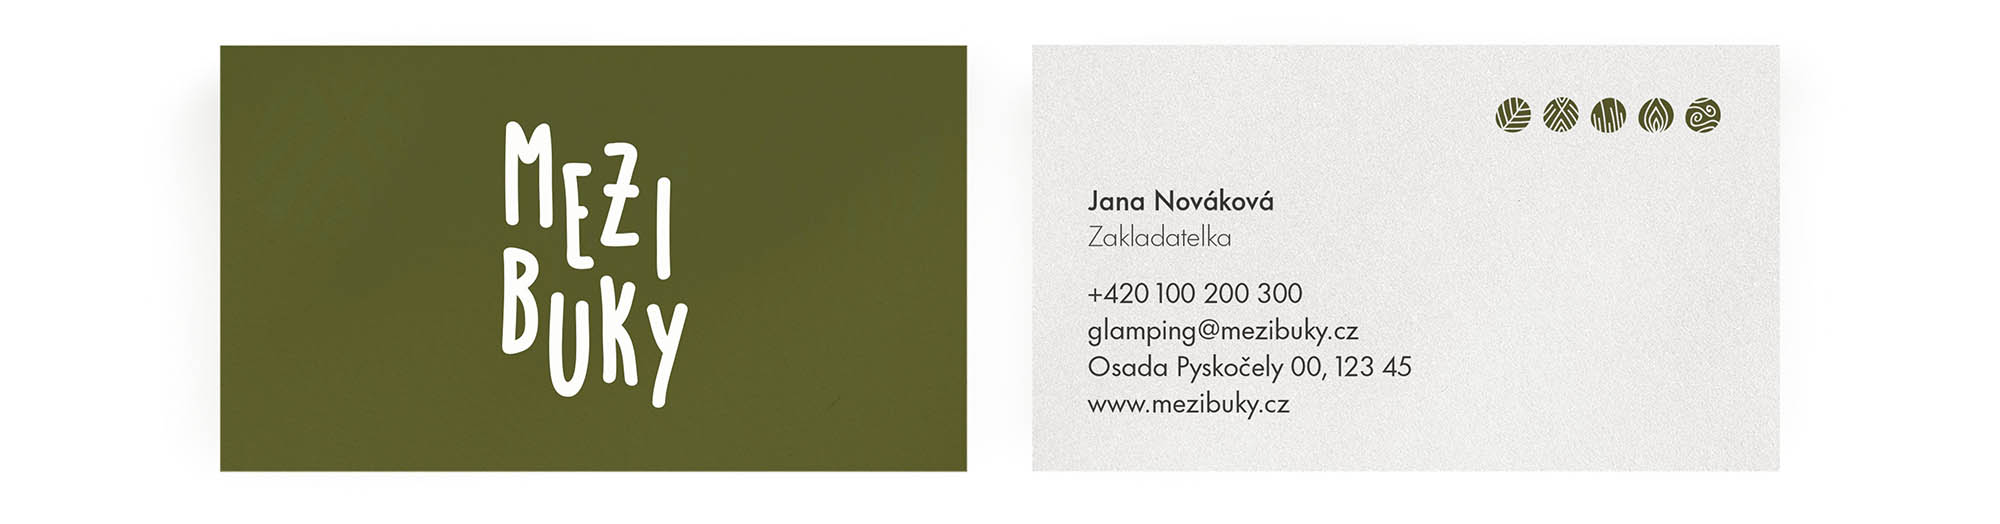 MEZI
BUKY
Jana Nováková
Zakladatelka
+420 100 200 300
glamping@mezibuky.cz
Osada Pyskočely 00, 123 45
www.mezibuky.cz